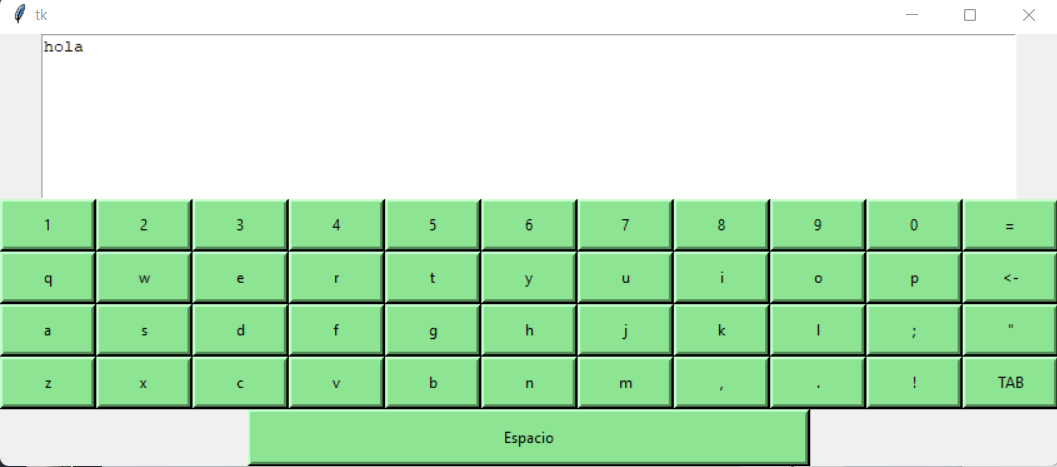 tk
hola
1 2 3 4 5 6 7 8 9 0 =
q w e r t y u i o p <-
a s d f g h j k l ; "
z x c v b n m , . ! TAB
Espacio